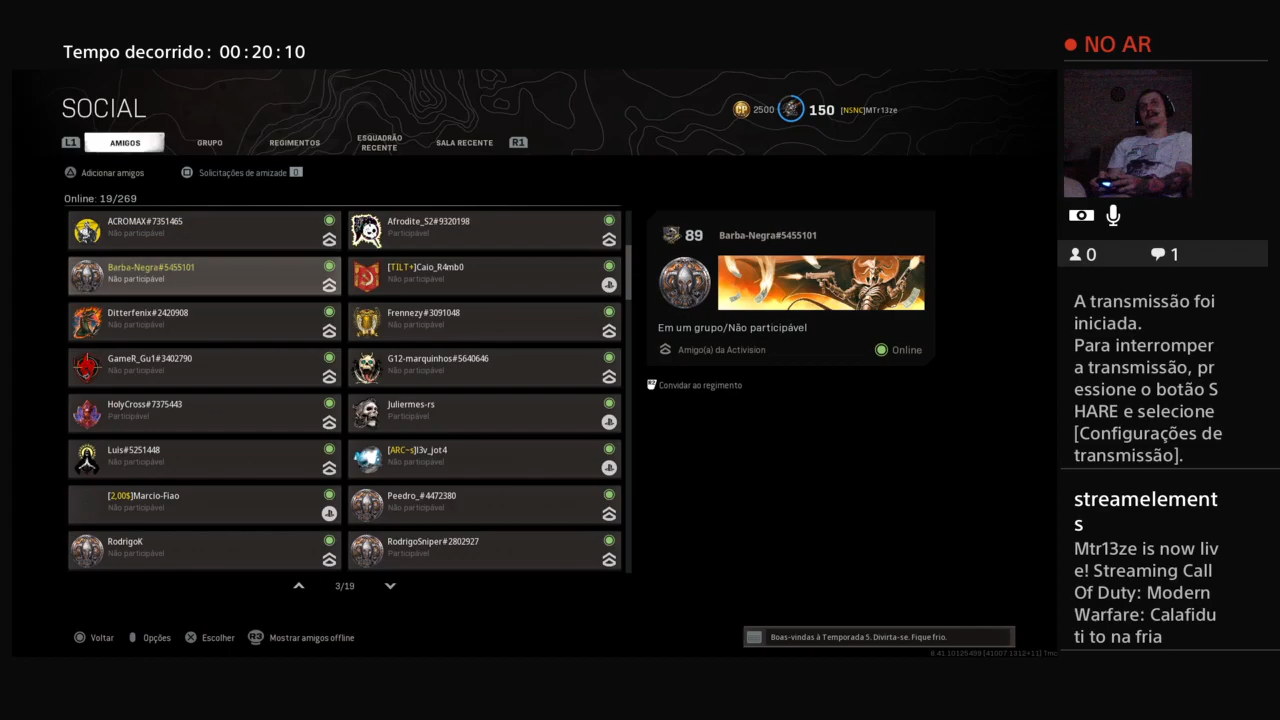 Tempo decorrido: 00:20:10
NO AR
SOCIAL
2500
150
[NSNC]MTr13ze
L1
AMIGOS
GRUPO
REGIMENTOS
ESQUADRÃO
RECENTE
SALA RECENTE
R1
Adicionar amigos
Solicitações de amizade 0
Online: 19/269
ACROMAX#7351465
Não participável
Afrodite_S2#9320198
Participável
Barba-Negra#5455101
Não participável
[TILT+]Caio_R4mb0
Não participável
Ditterfenix#2420908
Não participável
Frennezy#3091048
Não participável
GameR_Gu1#3402790
Não participável
G12-marquinhos#5640646
Não participável
HolyCross#7375443
Participável
Juliermes-rs
Participável
Luis#5251448
Não participável
[ARC-s]l3v_jot4
Não participável
[2,00$]Marcio-Fiao
Não participável
Peedro_#4472380
Não participável
RodrigoK
Não participável
RodrigoSniper#2802927
Participável
3/19
89
Barba-Negra#5455101
Em um grupo/Não participável
Amigo(a) da Activision
Online
Convidar ao regimento
Voltar
Opções
Escolher
R3
Mostrar amigos offline
Boas-vindas à Temporada 5. Divirta-se. Fique frio.
0
1
A transmissão foi
iniciada.
Para interromper
a transmissão, pr
essione o botão S
HARE e selecione
[Configurações de
transmissão].
streamelement
s
Mtr13ze is now liv
e! Streaming Call
Of Duty: Modern
Warfare: Calafidu
ti to na fria